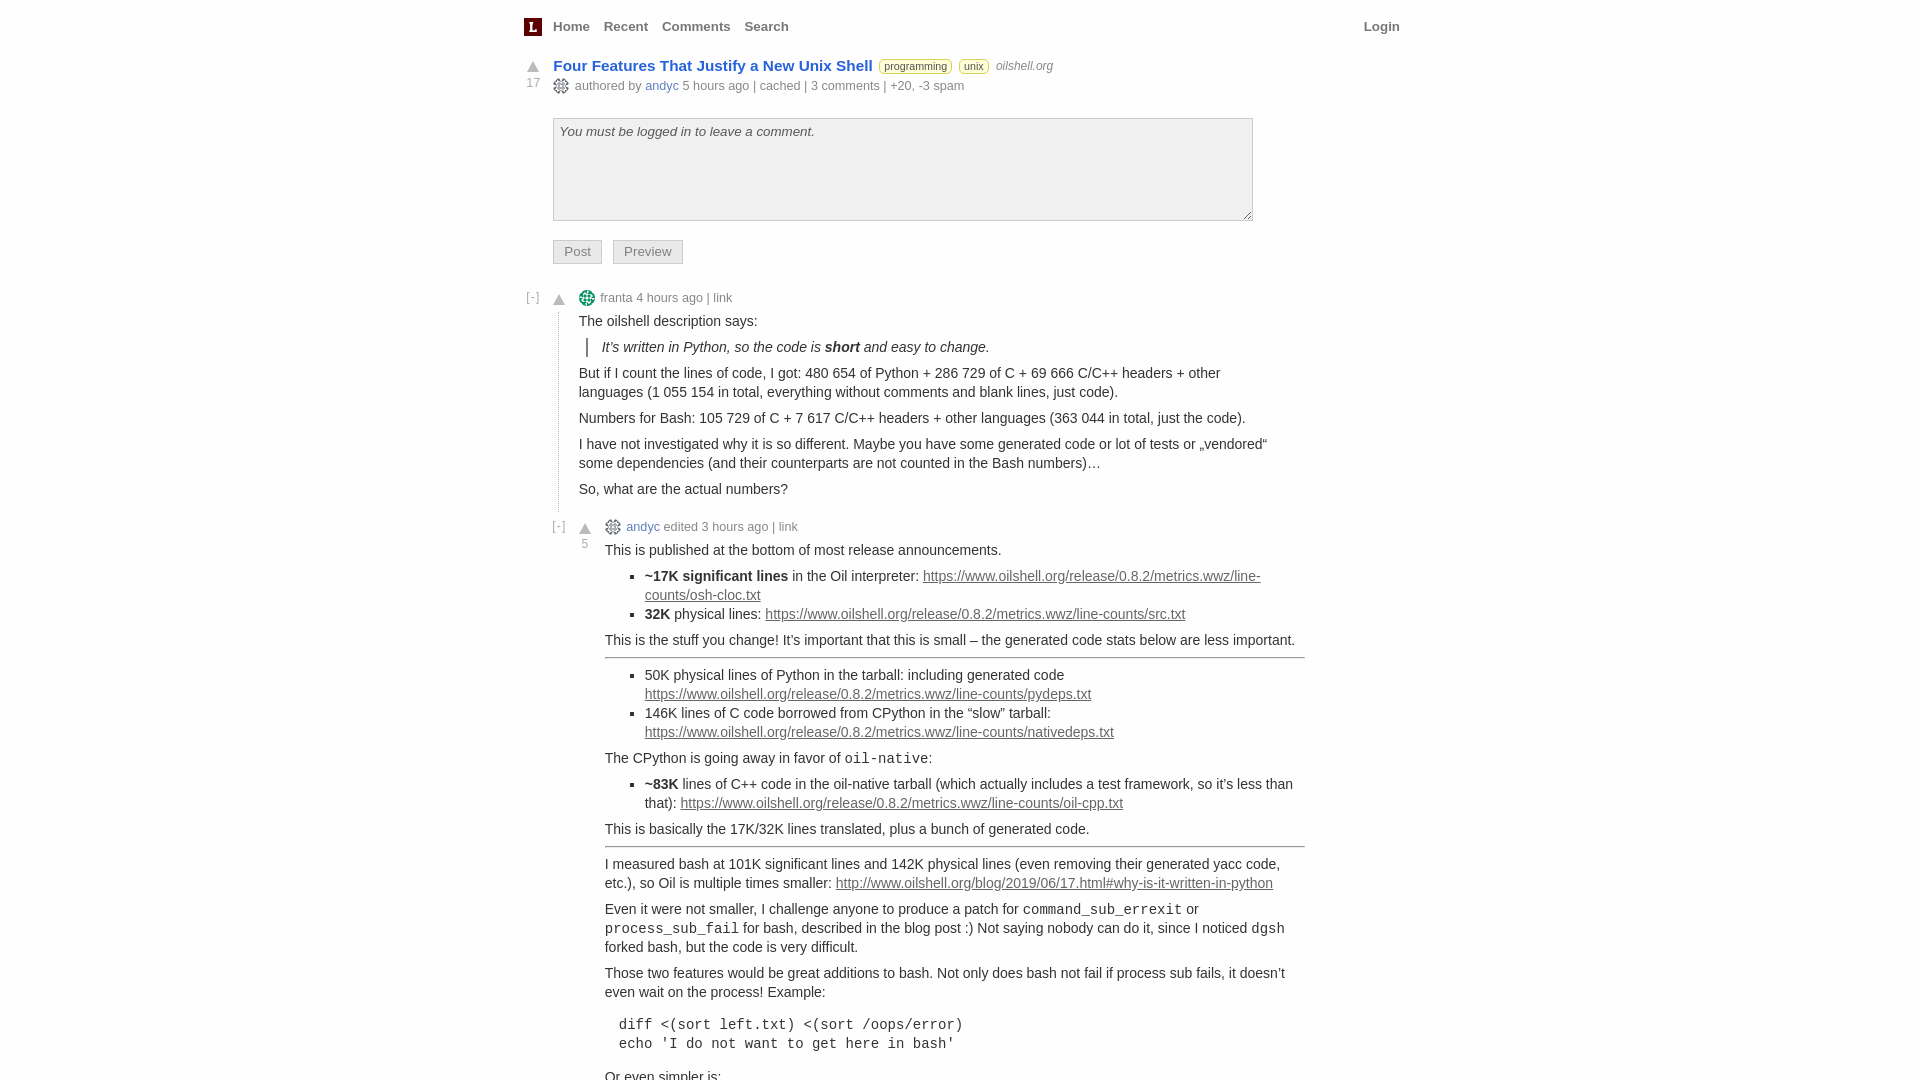 L Home Recent Comments Search Login
Four Features That Justify a New Unix Shell programming unix oilshell.org
17 authored by andyc 5 hours ago | cached | 3 comments | +20, -3 spam
You must be logged in to leave a comment.
Post Preview
[-] franta 4 hours ago | link
The oilshell description says:
It’s written in Python, so the code is short and easy to change.
But if I count the lines of code, I got: 480 654 of Python + 286 729 of C + 69 666 C/C++ headers + other
languages (1 055 154 in total, everything without comments and blank lines, just code).
Numbers for Bash: 105 729 of C + 7 617 C/C++ headers + other languages (363 044 in total, just the code).
I have not investigated why it is so different. Maybe you have some generated code or lot of tests or „vendored“
some dependencies (and their counterparts are not counted in the Bash numbers)…
So, what are the actual numbers?
[-] andyc edited 3 hours ago | link
5
This is published at the bottom of most release announcements.
~17K significant lines in the Oil interpreter: https://www.oilshell.org/release/0.8.2/metrics.wwz/line-
counts/osh-cloc.txt
32K physical lines: https://www.oilshell.org/release/0.8.2/metrics.wwz/line-counts/src.txt
This is the stuff you change! It’s important that this is small – the generated code stats below are less important.
50K physical lines of Python in the tarball: including generated code
https://www.oilshell.org/release/0.8.2/metrics.wwz/line-counts/pydeps.txt
146K lines of C code borrowed from CPython in the “slow” tarball:
https://www.oilshell.org/release/0.8.2/metrics.wwz/line-counts/nativedeps.txt
The CPython is going away in favor of oil-native:
~83K lines of C++ code in the oil-native tarball (which actually includes a test framework, so it’s less than
that): https://www.oilshell.org/release/0.8.2/metrics.wwz/line-counts/oil-cpp.txt
This is basically the 17K/32K lines translated, plus a bunch of generated code.
I measured bash at 101K significant lines and 142K physical lines (even removing their generated yacc code,
etc.), so Oil is multiple times smaller: http://www.oilshell.org/blog/2019/06/17.html#why-is-it-written-in-python
Even it were not smaller, I challenge anyone to produce a patch for command_sub_errexit or
process_sub_fail for bash, described in the blog post :) Not saying nobody can do it, since I noticed dgsh
forked bash, but the code is very difficult.
Those two features would be great additions to bash. Not only does bash not fail if process sub fails, it doesn’t
even wait on the process! Example:
diff <(sort left.txt) <(sort /oops/error)
echo 'I do not want to get here in bash'
Or even simpler is: